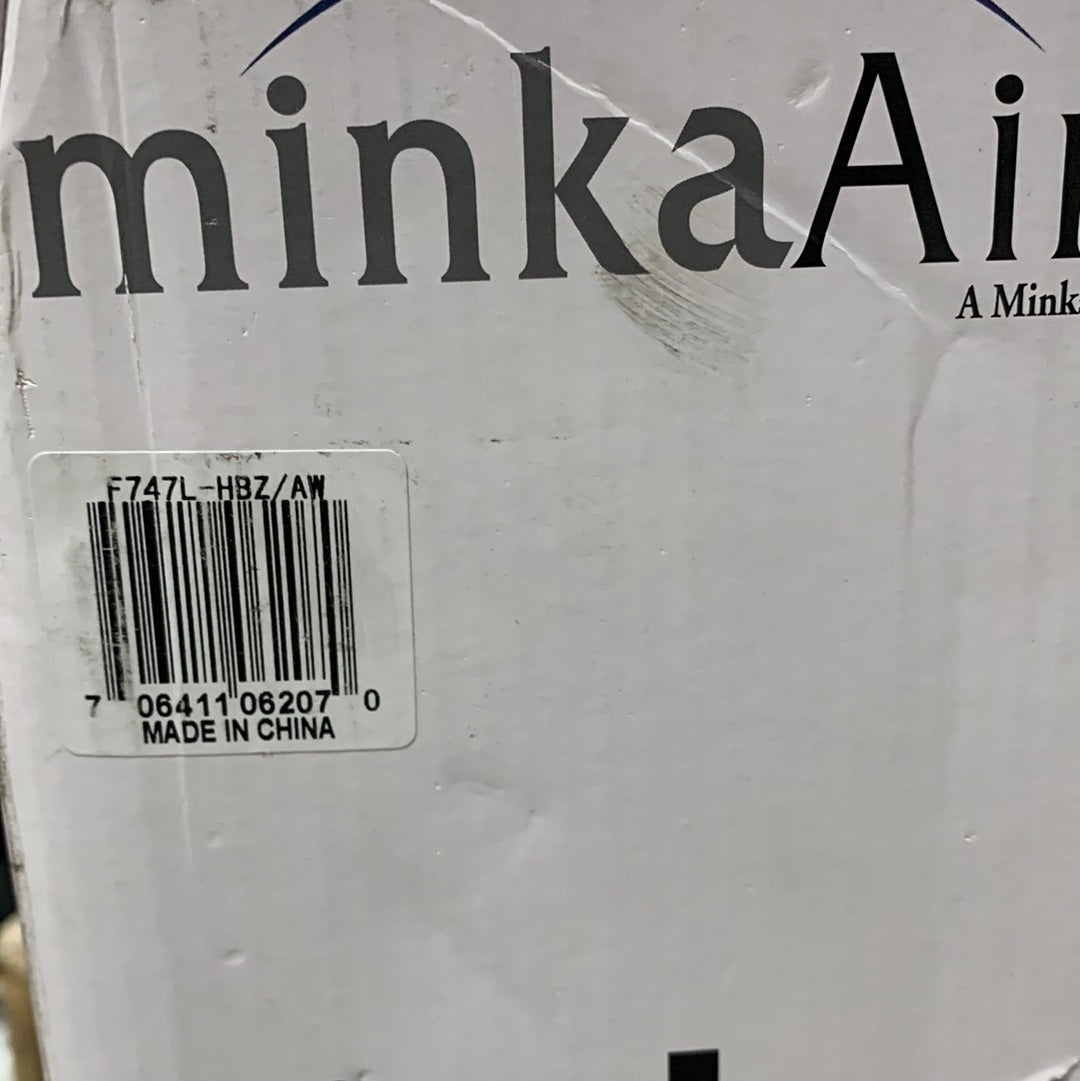 minkaAi
A Mink
F747L-HBZ/AW
7 06411 06207 0
MADE IN CHINA